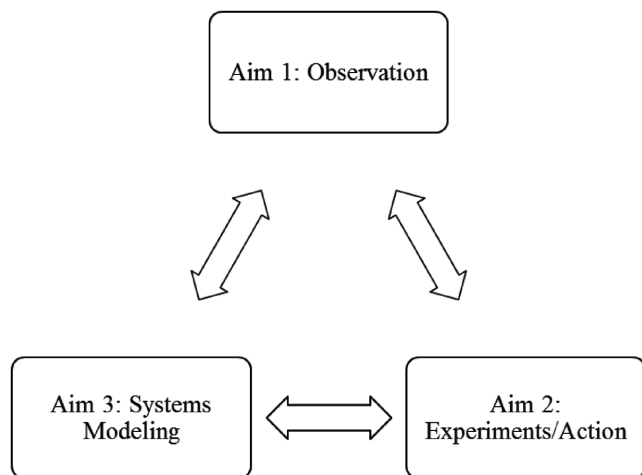 Aim 1: Observation
Aim 3: Systems
Modeling
Aim 2:
Experiments/Action